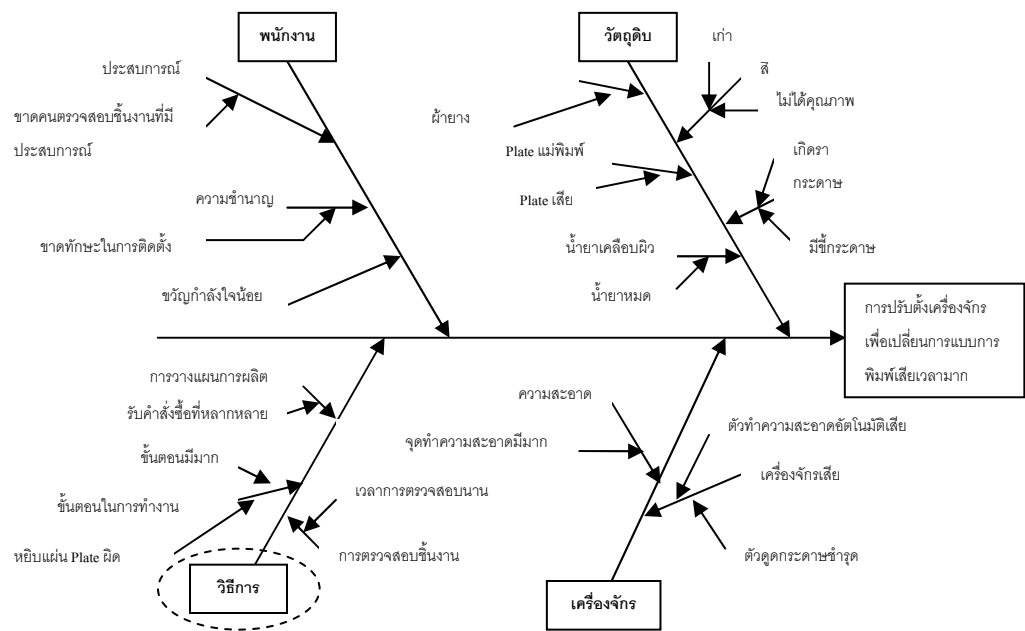 พนักงาน
วัตถุดิบ
เก่า
สี
ประสบการณ์
ไม่ได้คุณภาพ
ขาดคนตรวจสอบชิ้นงานที่มี
ประสบการณ์
ผ้ายาง
Plate แม่พิมพ์
เกิดรา
กระดาษ
Plate เสีย
ความชำนาญ
ขาดทักษะในการติดตั้ง
น้ำยาเคลือบผิว
มีขี้กระดาษ
ขวัญกำลังใจน้อย
น้ำยาหมด
การปรับตั้งเครื่องจักร
เพื่อเปลี่ยนการแบบการ
พิมพ์เสียเวลามาก
การวางแผนการผลิต
รับคำสั่งซื้อที่หลากหลาย
ความสะอาด
จุดทำความสะอาดมีมาก
ตัวทำความสะอาดอัตโนมัติเสีย
ขั้นตอนมีมาก
เครื่องจักรเสีย
ขั้นตอนในการทำงาน
เวลาการตรวจสอบนาน
หยิบแผ่น Plate ผิด
การตรวจสอบชิ้นงาน
ตัวดูดกระดาษชำรุด
วิธีการ
เครื่องจักร